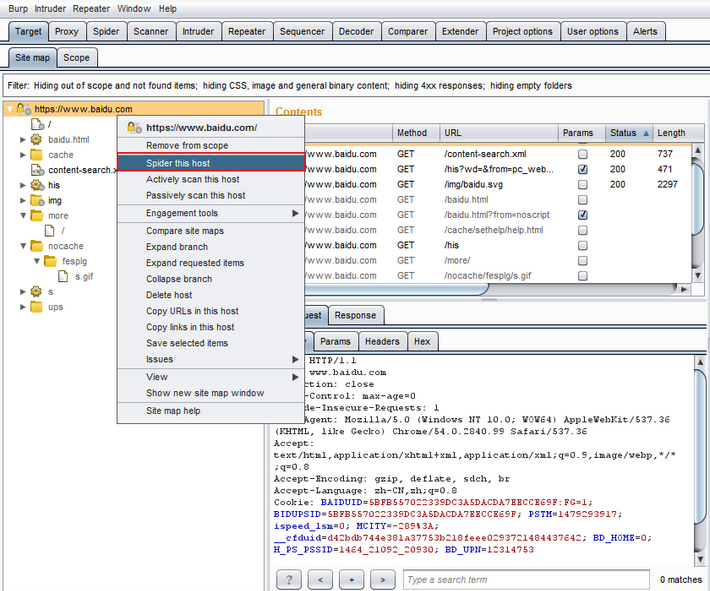 Burp Intruder Repeater Window Help
Target Proxy Spider Scanner Intruder Repeater Sequencer Decoder Comparer Extender Project options User options Alerts
Site map Scope
Filter: Hiding out of scope and not found items; hiding CSS, image and general binary content; hiding 4xx responses; hiding empty folders
https://www.baidu.com
/
baidu.html
cache
content-search.x
his
img
more
/
nocache
fesplg
s.gif
s
ups
https://www.baidu.com/
Remove from scope
Spider this host
Actively scan this host
Passively scan this host
Engagement tools
Compare site maps
Expand branch
Expand requested items
Collapse branch
Delete host
Copy URLs in this host
Copy links in this host
Save selected items
Issues
View
Show new site map window
Site map help
Contents
Method URL Params Status Length
/www.baidu.com GET /content-search.xml 200 737
/www.baidu.com GET /his?wd=&from=pc_web... 200 471
/www.baidu.com GET /img/baidu.svg 200 2297
/www.baidu.com GET /baidu.html
/www.baidu.com GET /baidu.html?from=noscript
/www.baidu.com GET /cache/sethelp/help.html
/www.baidu.com GET /his
/www.baidu.com GET /more/
/www.baidu.com GET /nocache/fesplg/s.gif
uest Response
Params Headers Hex
HTTP/1.1
www.baidu.com
ction: close
-Control: max-age=0
de-Insecure-Requests: 1
Agent: Mozilla/5.0 (Windows NT 10.0; WOW64) AppleWebKit/537.36
(KHTML, like Gecko) Chrome/54.0.2840.99 Safari/537.36
Accept:
text/html,application/xhtml+xml,application/xml;q=0.9,image/webp,*/*
;q=0.8
Accept-Encoding: gzip, deflate, sdch, br
Accept-Language: zh-CN,zh;q=0.8
Cookie: BAIDUID=5BFB557022339DC3A5DACDA7EECCE69F:FG=1;
BIDUPSID=5BFB557022339DC3A5DACDA7EECCE69F; PSTM=1479293917;
ispeed_lsm=0; MCITY=-289%3A;
__cfduid=d42bdb744e381a37753b218feee0293721484437642; BD_HOME=0;
H_PS_PSSID=1464_21092_20930; BD_UPN=12314753
? < + > Type a search term 0 matches